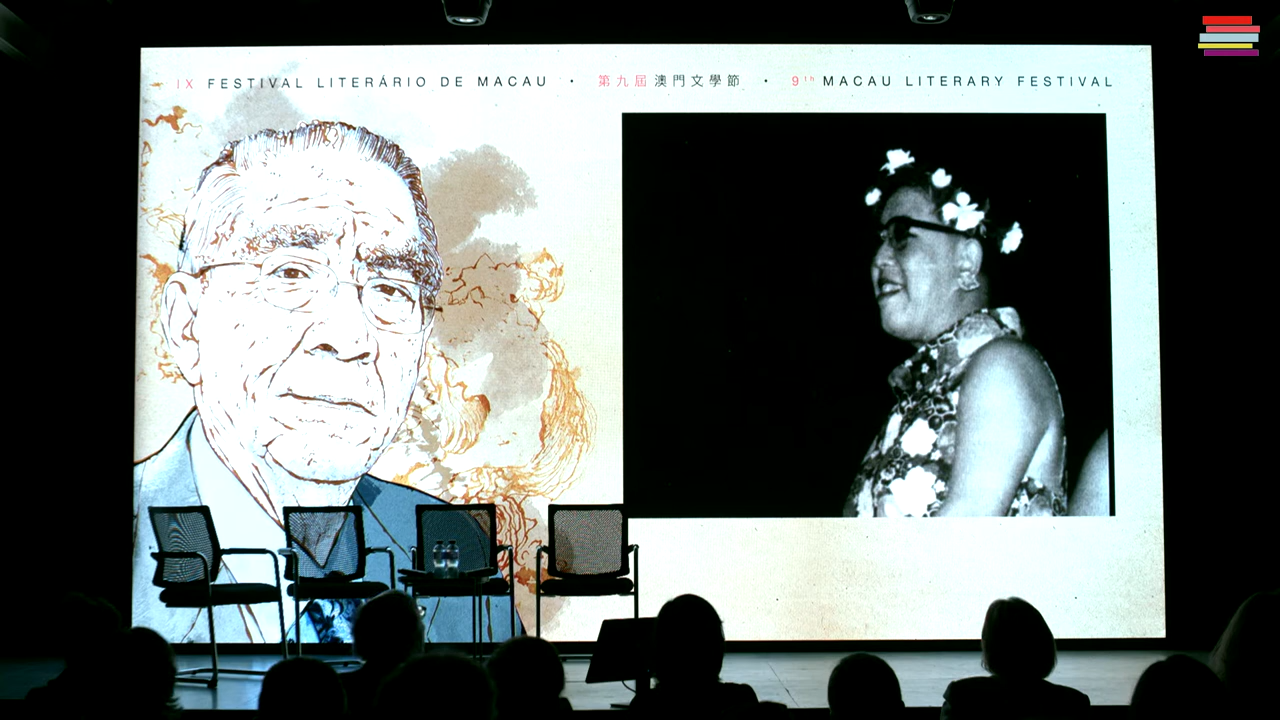 IX FESTIVAL LITERÁRIO DE MACAU • 第九屆澳門文學節 • 9th MACAU LITERARY FESTIVAL